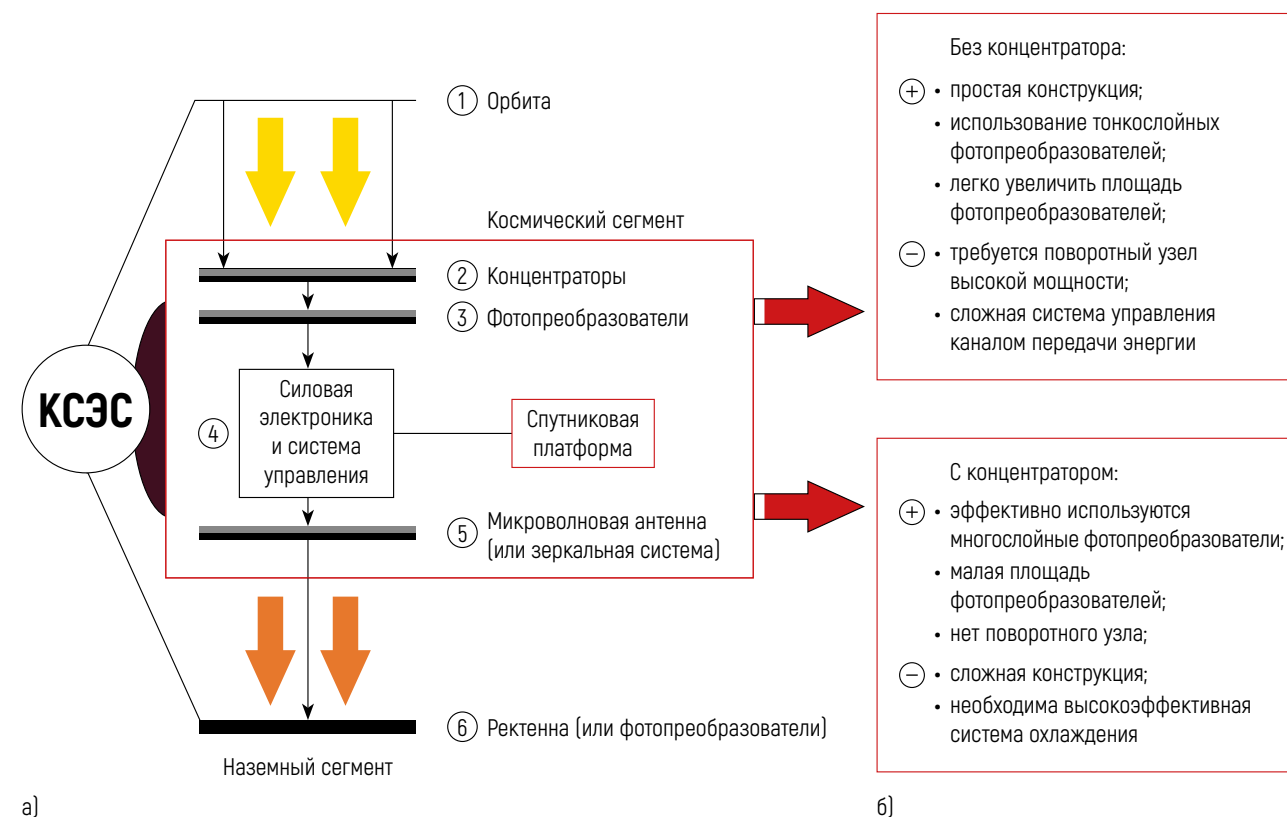 ① Орбита
Космический сегмент
② Концентраторы
③ Фотопреобразователи
КСЭС
④
Силовая
электроника
и система
управления
Спутниковая
платформа
⑤ Микроволновая антенна
(или зеркальная система)
⑥ Ректенна (или фотопреобразователи)
Наземный сегмент
а)
Без концентратора:
+ • простая конструкция;
• использование тонкослойных
фотопреобразователей;
• легко увеличить площадь
фотопреобразователей;
− • требуется поворотный узел
высокой мощности;
• сложная система управления
каналом передачи энергии
С концентратором:
+ • эффективно используются
многослойные фотопреобразователи;
• малая площадь
фотопреобразователей;
• нет поворотного узла;
− • сложная конструкция;
• необходима высокоэффективная
система охлаждения
б)